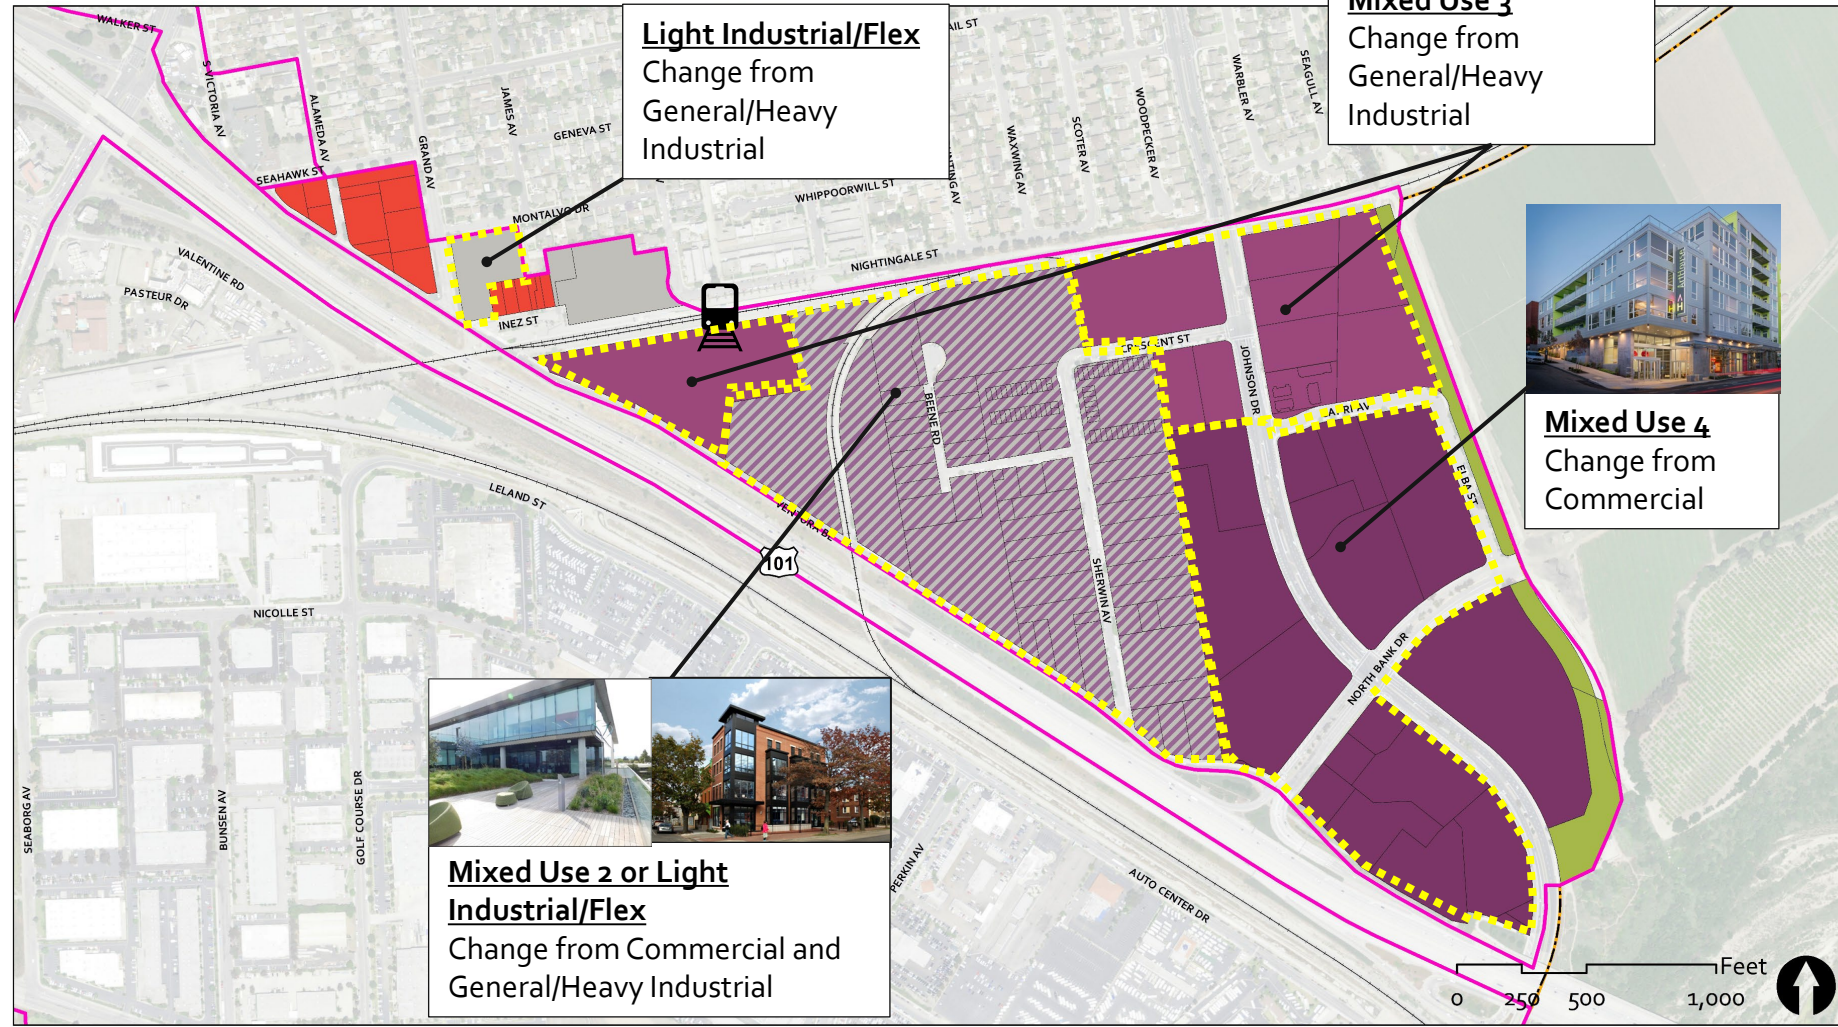 Light Industrial/Flex
Change from
General/Heavy
Industrial
Mixed Use 3
Change from
General/Heavy
Industrial
WALKER ST
S VICTORIA AV
ALAMEDA AV
SEAHAWK ST
GRAND AV
JAMES AV
GENEVA ST
MONTALVO DR
WHIPPOORWILL ST
WAXWING AV
SCOTER AV
WOODPECKER AV
WARBLER AV
SEAGULL AV
NIGHTINGALE ST
VALENTINE RD
PASTEUR DR
INEZ ST
CRESCENT ST
JOHNSON DR
BEENE RD
ELBA ST
SHERWIN AV
NORTH BANK DR
LELAND ST
101
NICOLLE ST
SEABORG AV
BUNSEN AV
GOLF COURSE DR
PERKIN AV
AUTO CENTER DR
Mixed Use 4
Change from
Commercial
Mixed Use 2 or Light
Industrial/Flex
Change from Commercial and
General/Heavy Industrial
Feet
0 250 500 1,000